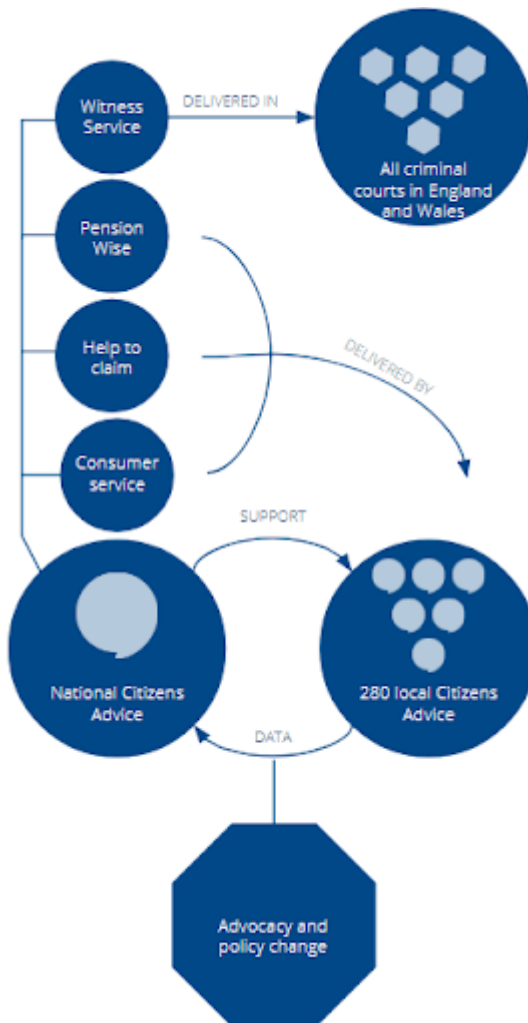 Witness
Service
DELIVERED IN
All criminal
courts in England
and Wales
Pension
Wise
Help to
claim
DELIVERED BY
Consumer
service
SUPPORT
National Citizens
Advice
280 local Citizens
Advice
DATA
Advocacy and
policy change